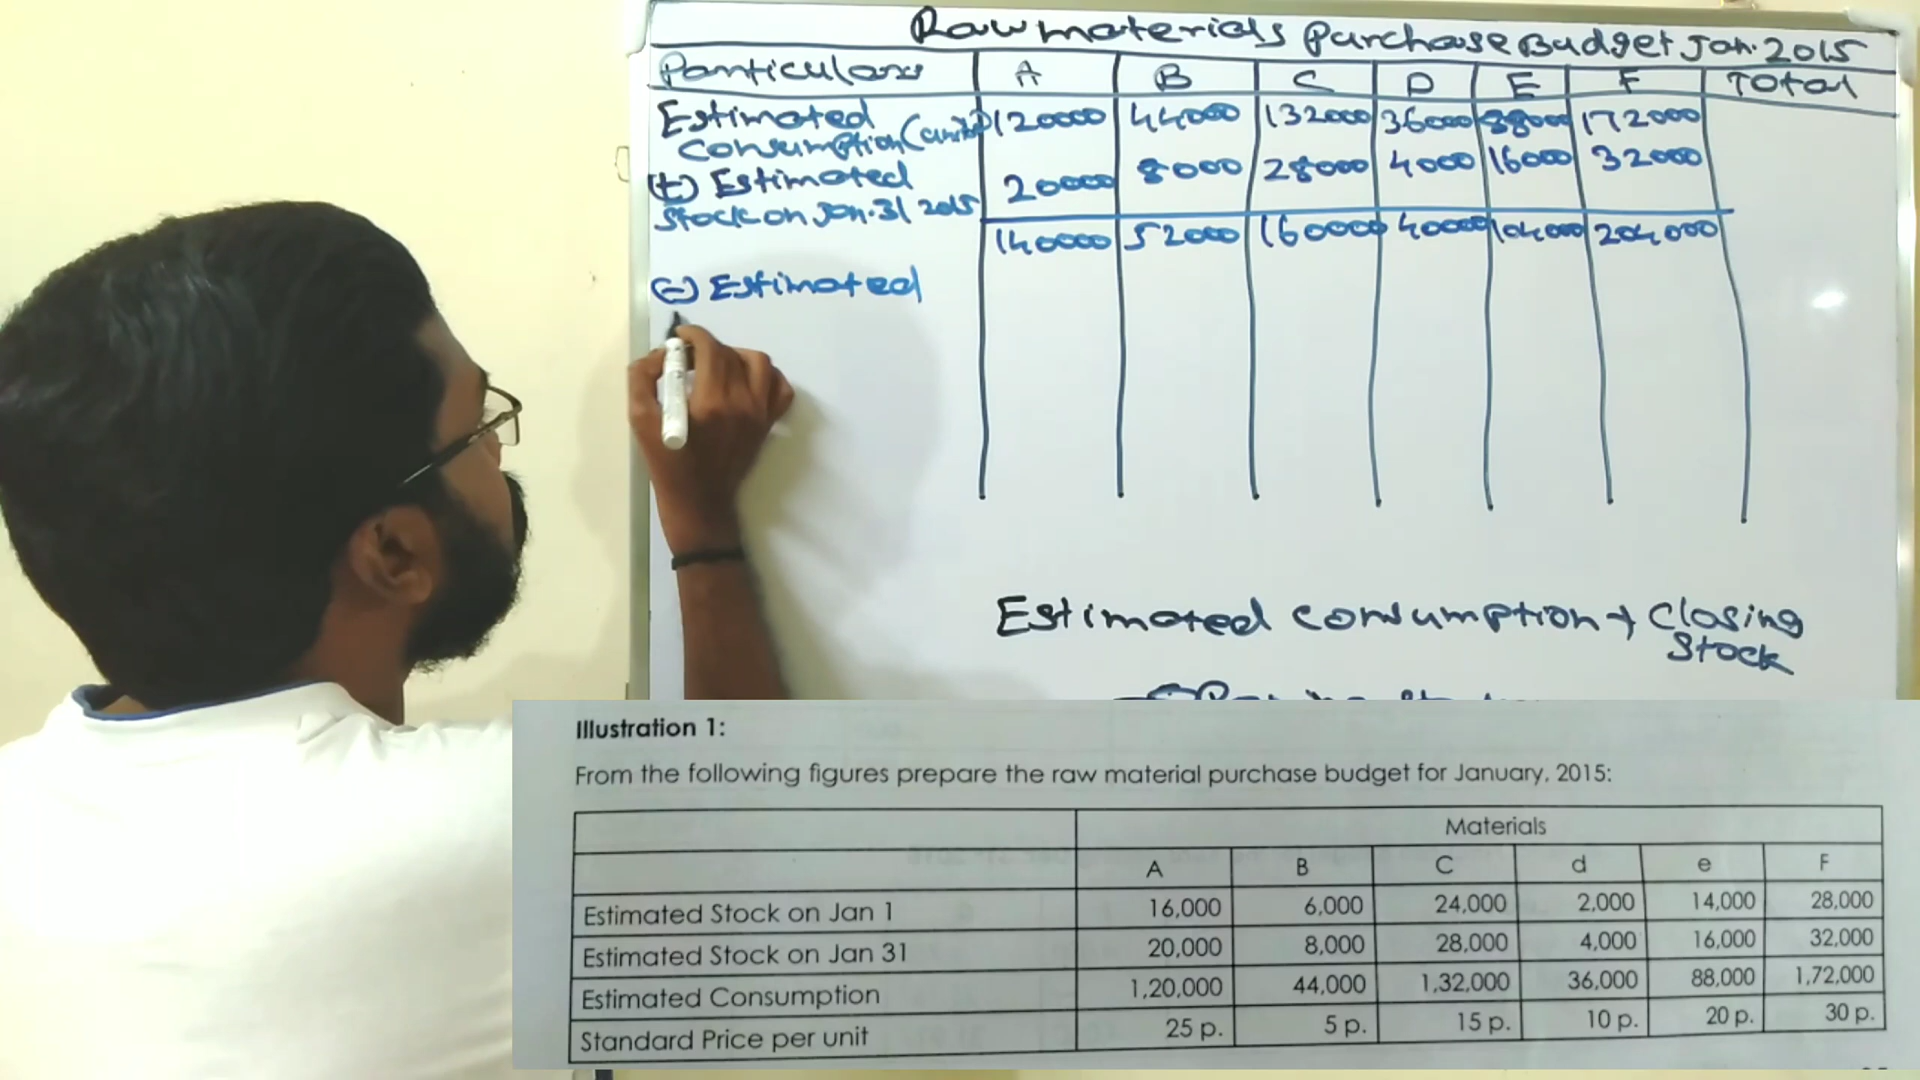 Raw materials Purchase Budget Jan. 2015
Particulars A B C D E F Total
Estimated 120000 44000 132000 36000 88000 172000
consumption (units)
(+) Estimated 20000 8000 28000 4000 16000 32000
Stock on Jan. 31 2015
140000 52000 160000 40000 104000 204000
(-) Estimated
Estimated consumption + Closing
Stock
Illustration 1:
From the following figures prepare the raw material purchase budget for January, 2015:
Materials
A B C d e F
Estimated Stock on Jan 1 16,000 6,000 24,000 2,000 14,000 28,000
Estimated Stock on Jan 31 20,000 8,000 28,000 4,000 16,000 32,000
Estimated Consumption 1,20,000 44,000 1,32,000 36,000 88,000 1,72,000
Standard Price per unit 25 p. 5 p. 15 p. 10 p. 20 p. 30 p.